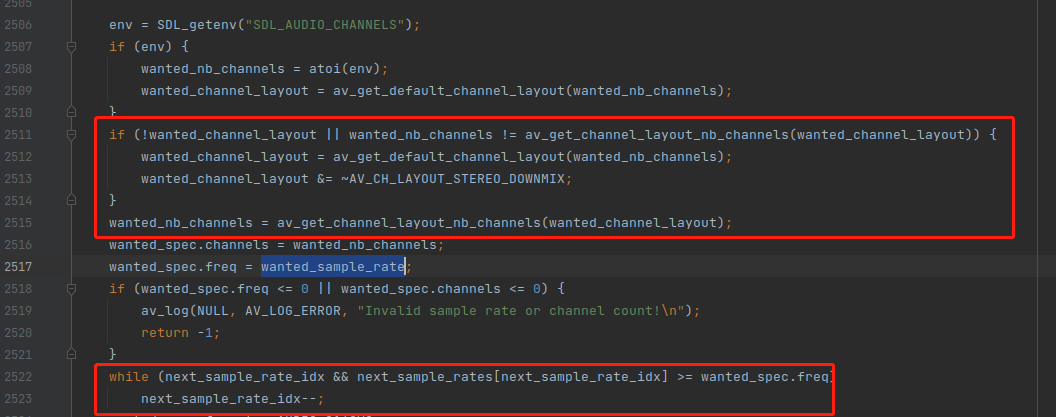 2505
2506 env = SDL_getenv("SDL_AUDIO_CHANNELS");
2507 if (env) {
2508 wanted_nb_channels = atoi(env);
2509 wanted_channel_layout = av_get_default_channel_layout(wanted_nb_channels);
2510 }
2511 if (!wanted_channel_layout || wanted_nb_channels != av_get_channel_layout_nb_channels(wanted_channel_layout)) {
2512 wanted_channel_layout = av_get_default_channel_layout(wanted_nb_channels);
2513 wanted_channel_layout &= ~AV_CH_LAYOUT_STEREO_DOWNMIX;
2514 }
2515 wanted_nb_channels = av_get_channel_layout_nb_channels(wanted_channel_layout);
2516 wanted_spec.channels = wanted_nb_channels;
2517 wanted_spec.freq = wanted_sample_rate;
2518 if (wanted_spec.freq <= 0 || wanted_spec.channels <= 0) {
2519 av_log(NULL, AV_LOG_ERROR, "Invalid sample rate or channel count!\n");
2520 return -1;
2521 }
2522 while (next_sample_rate_idx && next_sample_rates[next_sample_rate_idx] >= wanted_spec.freq
2523 next_sample_rate_idx--;